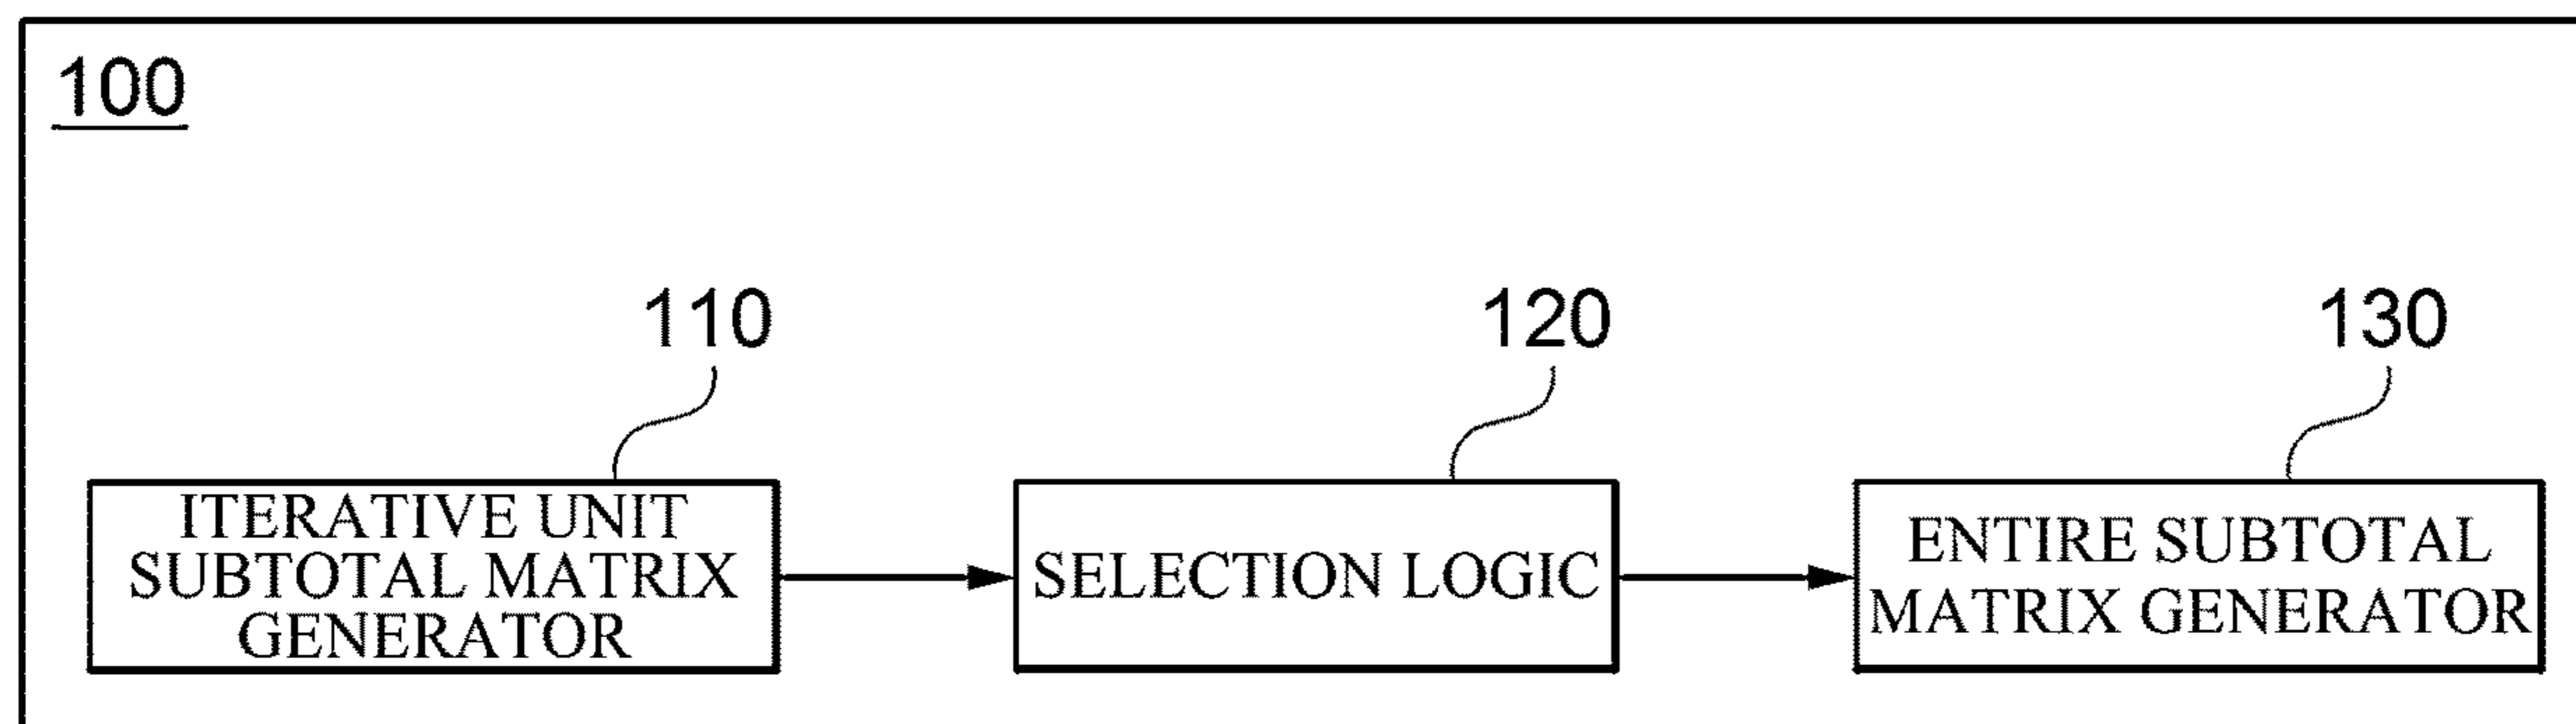 100
110
120
130
ITERATIVE UNIT
SUBTOTAL MATRIX
GENERATOR
SELECTION LOGIC
ENTIRE SUBTOTAL
MATRIX GENERATOR